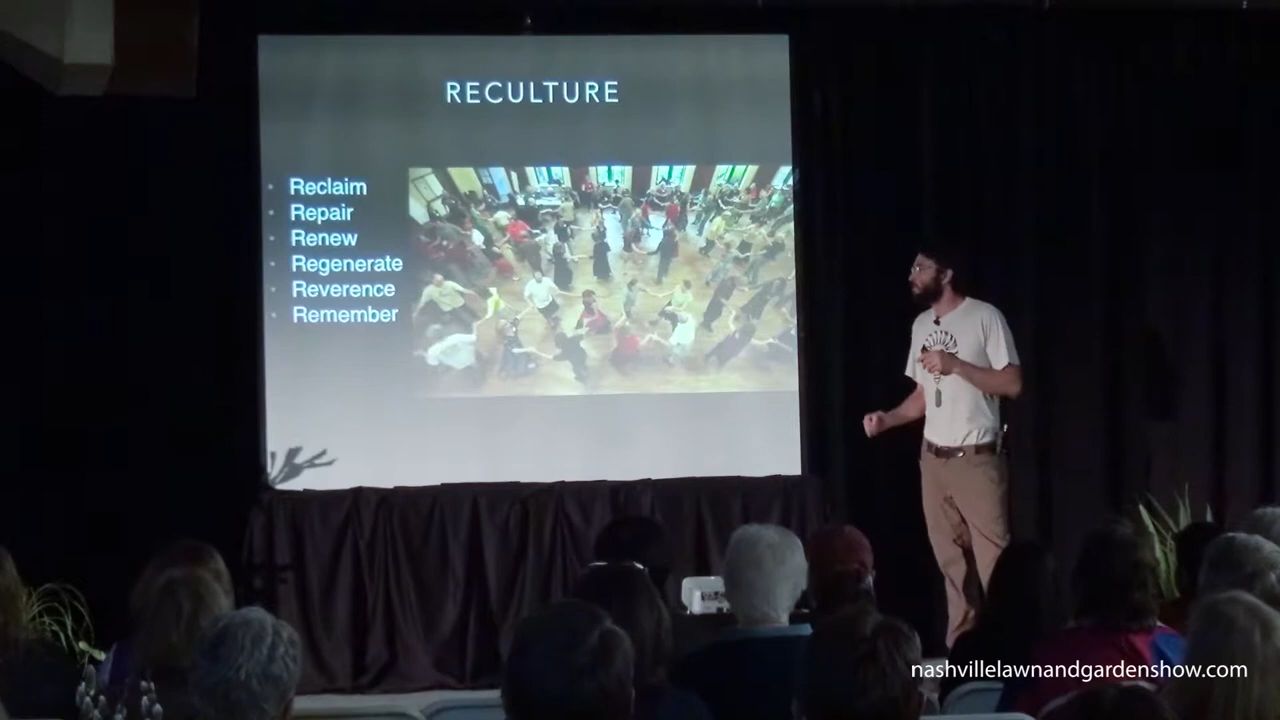 RECULTURE
• Reclaim
• Repair
• Renew
• Regenerate
• Reverence
• Remember
nashvillelawnandgardenshow.com